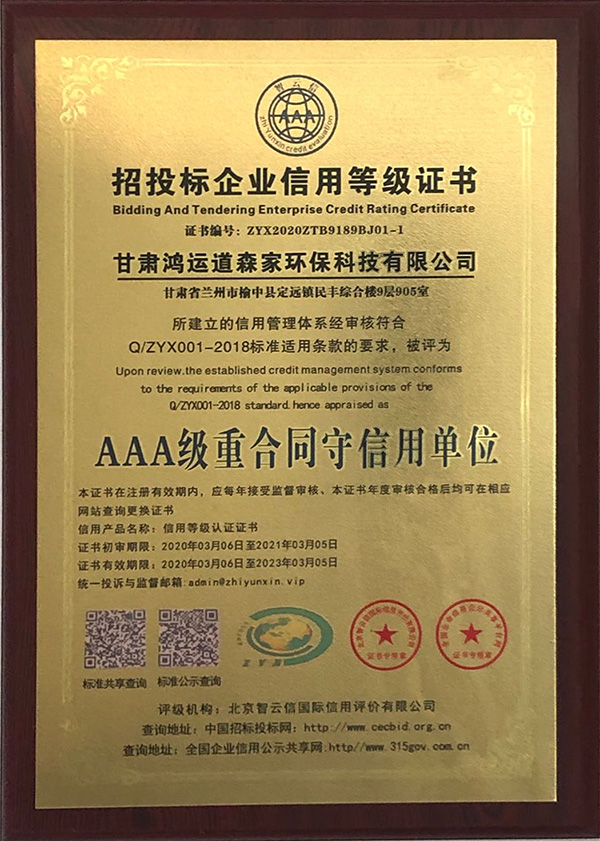 智云信
AAA
zhiyunxin credit evaluation
招投标企业信用等级证书
Bidding And Tendering Enterprise Credit Rating Certificate
证书编号：ZYX2020ZTB9189BJ01-1
甘肃鸿运道森家环保科技有限公司
甘肃省兰州市榆中县定远镇民丰综合楼9层905室
所建立的信用管理体系经审核符合
Q/ZYX001-2018标准适用条款的要求，被评为
Upon review,the established credit management system conforms
to the requirements of the applicable provisions of the
Q/ZYX001-2018 standard.hence appraised as
AAA级重合同守信用单位
本证书在注册有效期内，应每年接受监督审核、本证书年度审核合格后均可在相应
网站查询更换证书
信用产品名称：信用等级认证证书
证书初审期限：2020年03月06日至2021年03月05日
证书有效期限：2020年03月06日至2023年03月05日
统一投诉与监督邮箱:admin@zhiyunxin.vip
标准共享查询 标准公示查询
ZYX
证书专用章
证书专用章
评级机构：北京智云信国际信用评价有限公司
查询地址：中国招标投标网：http://www.cecbid.org.cn
查询地址：全国企业信用公示共享网:http//www.315gov.com.cn